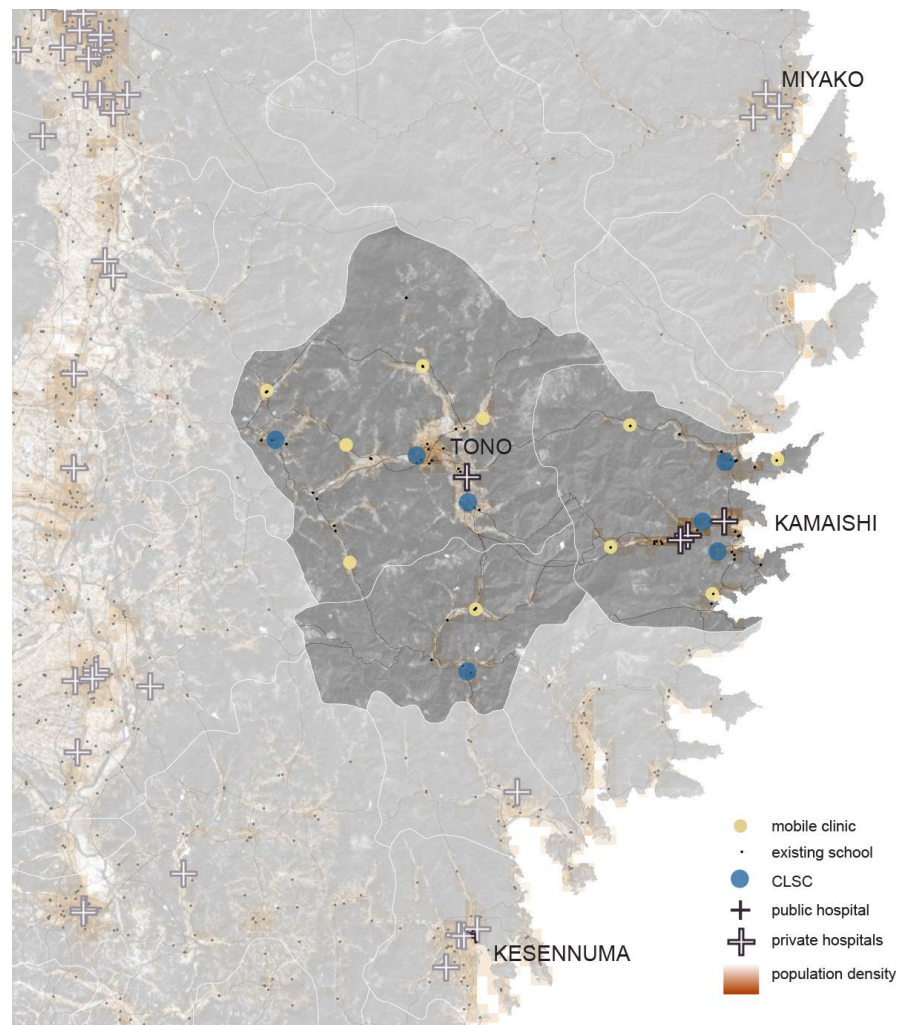 MIYAKO
TONO
KAMAISHI
KESENNUMA
mobile clinic
existing school
CLSC
public hospital
private hospitals
population density